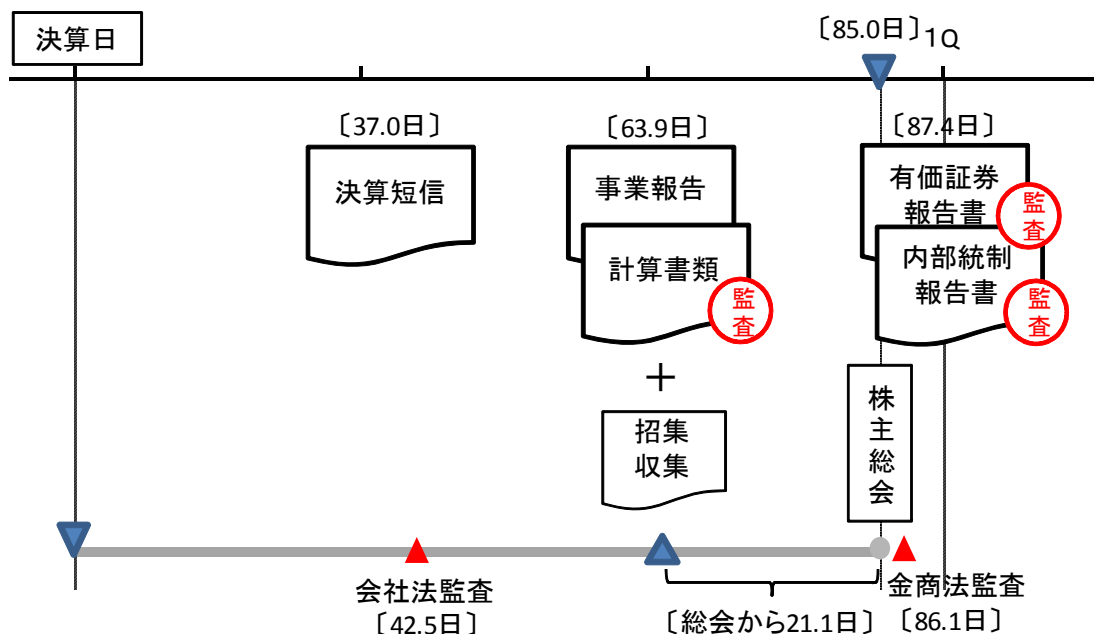 決算日
〔85.0日〕
1Q
〔37.0日〕
決算短信
〔63.9日〕
事業報告
計算書類
監
査
＋
招集
収集
〔87.4日〕
有価証券
報告書
監
査
内部統制
報告書
監
査
株
主
総
会
会社法監査
〔42.5日〕
〔総会から21.1日〕
金商法監査
〔86.1日〕